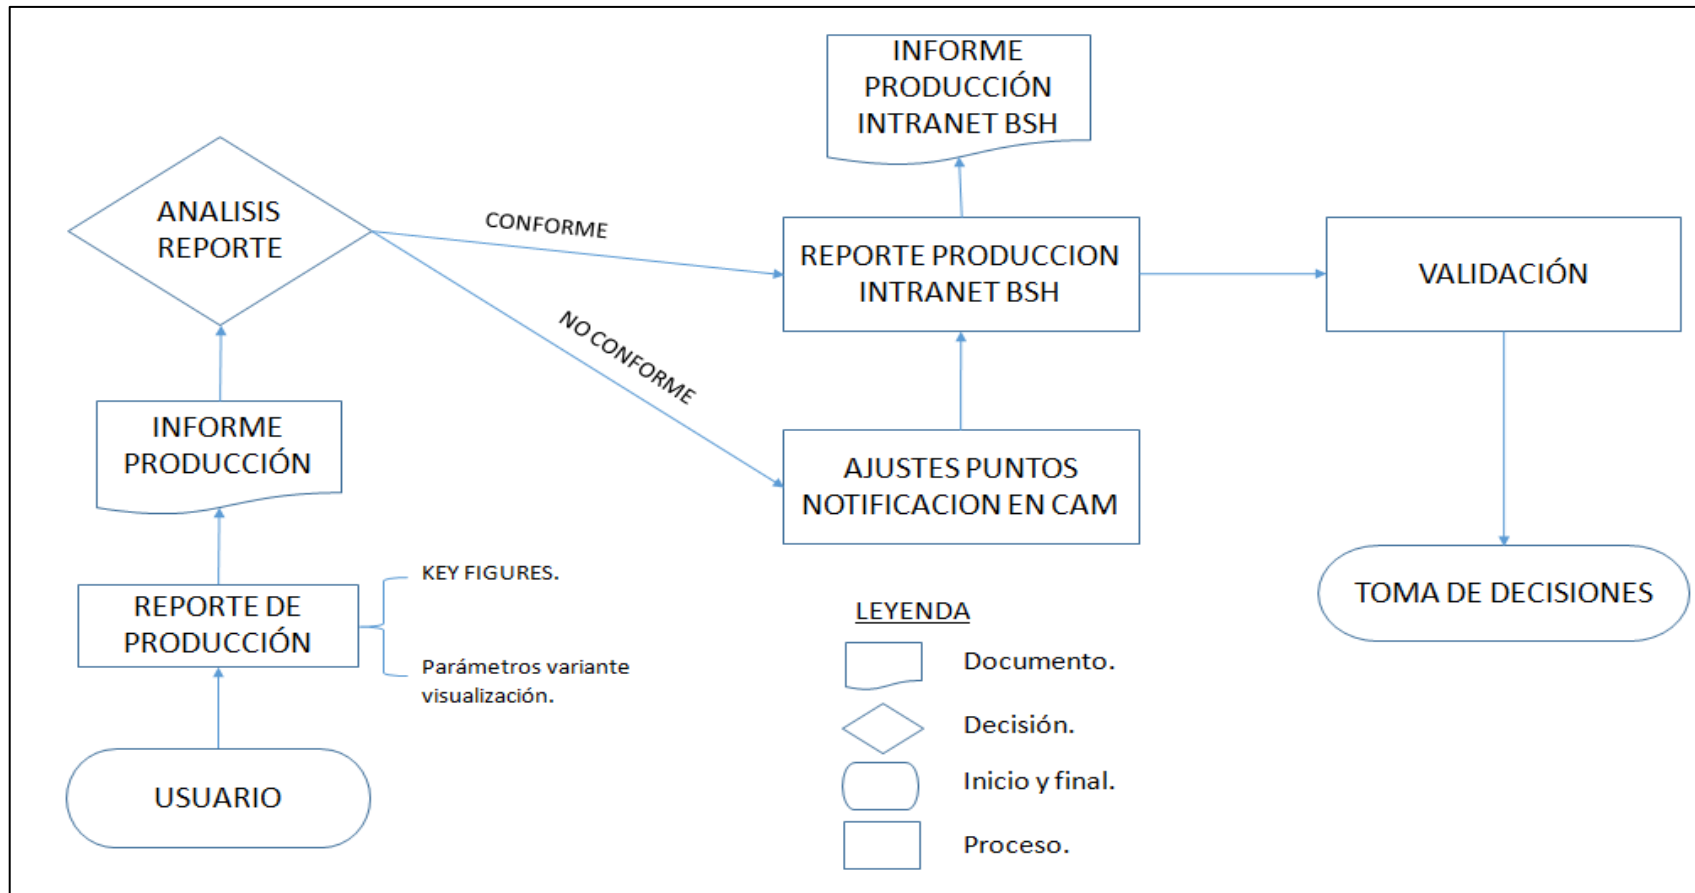 INFORME
PRODUCCIÓN
INTRANET BSH
ANALISIS
REPORTE
CONFORME
REPORTE PRODUCCION
INTRANET BSH
VALIDACIÓN
NO CONFORME
INFORME
PRODUCCIÓN
AJUSTES PUNTOS
NOTIFICACION EN CAM
KEY FIGURES.
REPORTE DE
PRODUCCIÓN
Parámetros variante
visualización.
TOMA DE DECISIONES
USUARIO
LEYENDA
Documento.
Decisión.
Inicio y final.
Proceso.